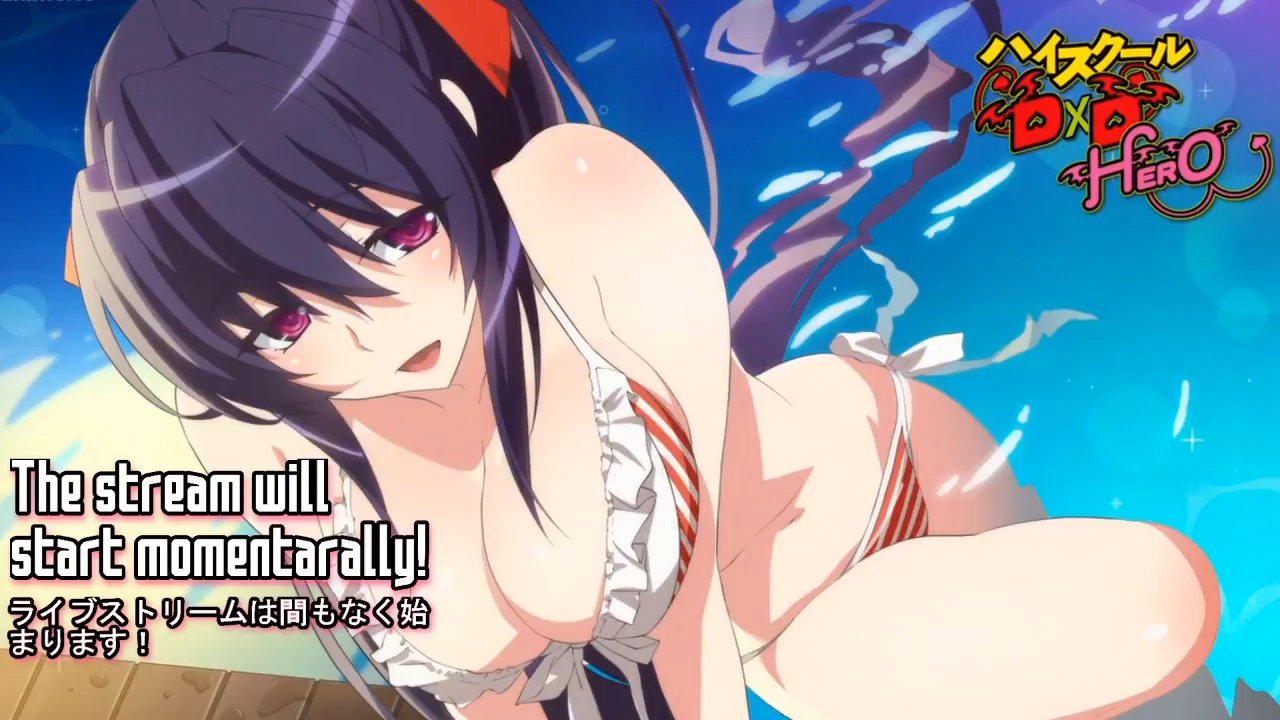 ハイスクール
D×D
HERO
The stream will
start momentarally!
ライブストリームは間もなく始
まります！